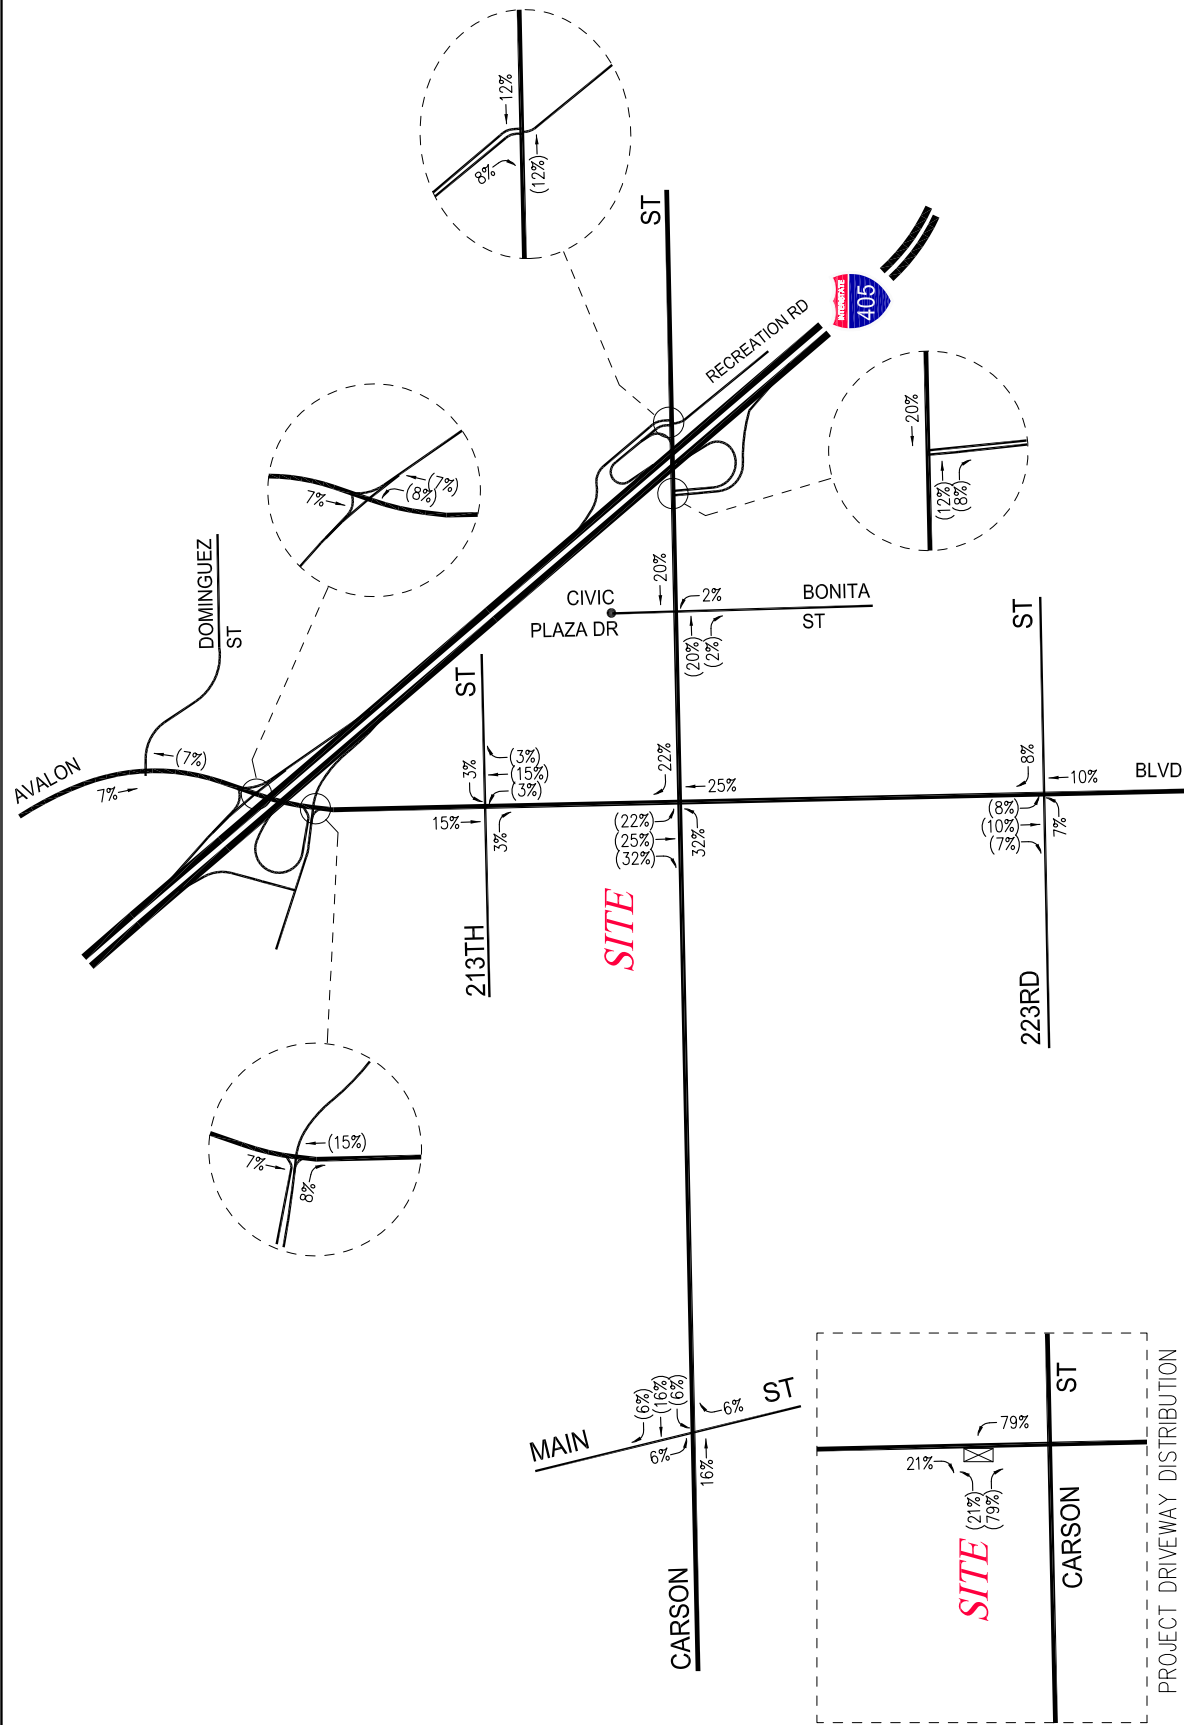 12%
8%
(12%)
ST
INTERSTATE
405
RECREATION RD
20%
(12%)
(8%)
7%
(8%)
(7%)
DOMINGUEZ
ST
AVALON
7%
(7%)
CIVIC
PLAZA DR
20%
2%
BONITA
ST
(20%)
(2%)
ST
3%
(3%)
(15%)
(3%)
15%
3%
213TH
22%
25%
(22%)
(25%)
(32%)
32%
SITE
ST
8%
10%
BLVD
(8%)
(10%)
(7%)
7%
223RD
7%
(15%)
8%
MAIN
ST
(6%)
(16%)
(6%)
6%
6%
16%
CARSON
79%
21%
(21%)
(79%)
SITE
ST
CARSON
PROJECT DRIVEWAY DISTRIBUTION